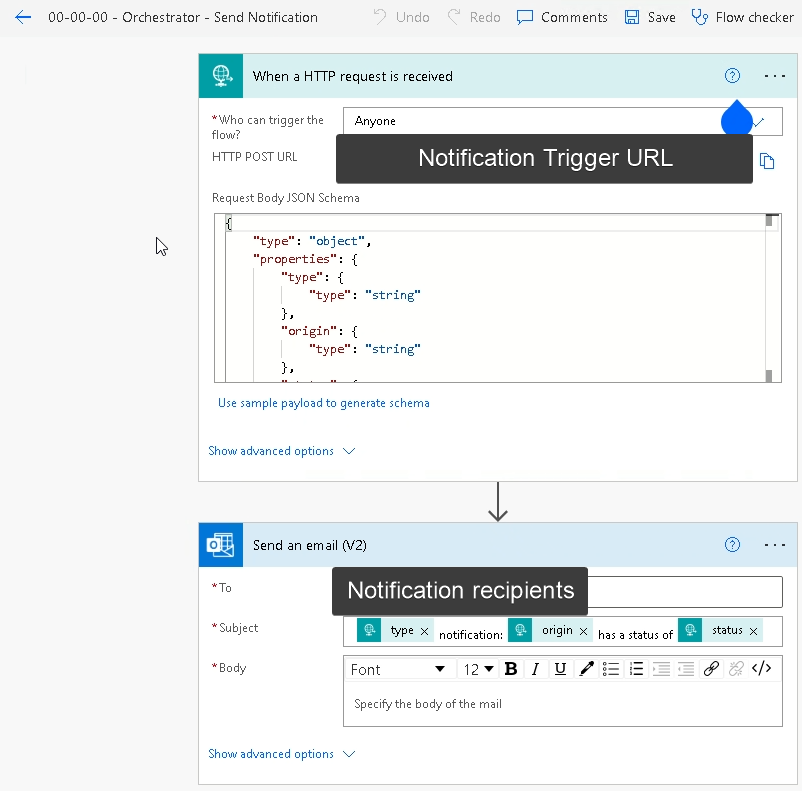 00-00-00 - Orchestrator - Send Notification Undo Redo Comments Save Flow checker
When a HTTP request is received
*Who can trigger the
flow?
Anyone
HTTP POST URL
Notification Trigger URL
Request Body JSON Schema
{
"type": "object",
"properties": {
"type": {
"type": "string"
},
"origin": {
"type": "string"
},
Use sample payload to generate schema
Show advanced options
Send an email (V2)
*To
Notification recipients
*Subject
type × notification: origin × has a status of status ×
*Body
Font 12 B I U </>
Specify the body of the mail
Show advanced options